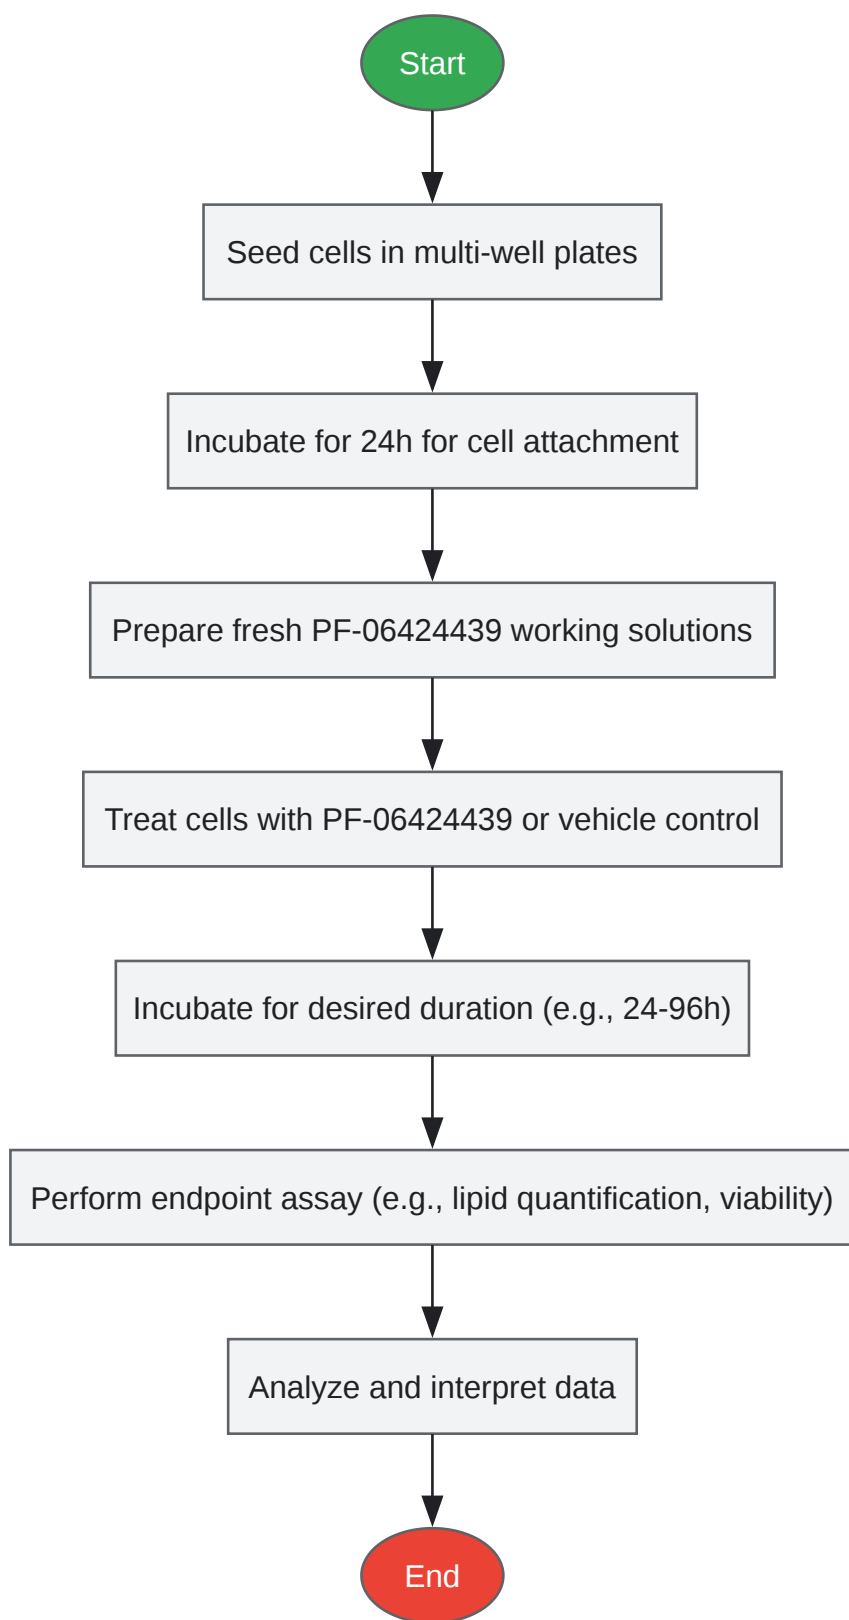 Start
Seed cells in multi-well plates
Incubate for 24h for cell attachment
Prepare fresh PF-06424439 working solutions
Treat cells with PF-06424439 or vehicle control
Incubate for desired duration (e.g., 24-96h)
Perform endpoint assay (e.g., lipid quantification, viability)
Analyze and interpret data
End